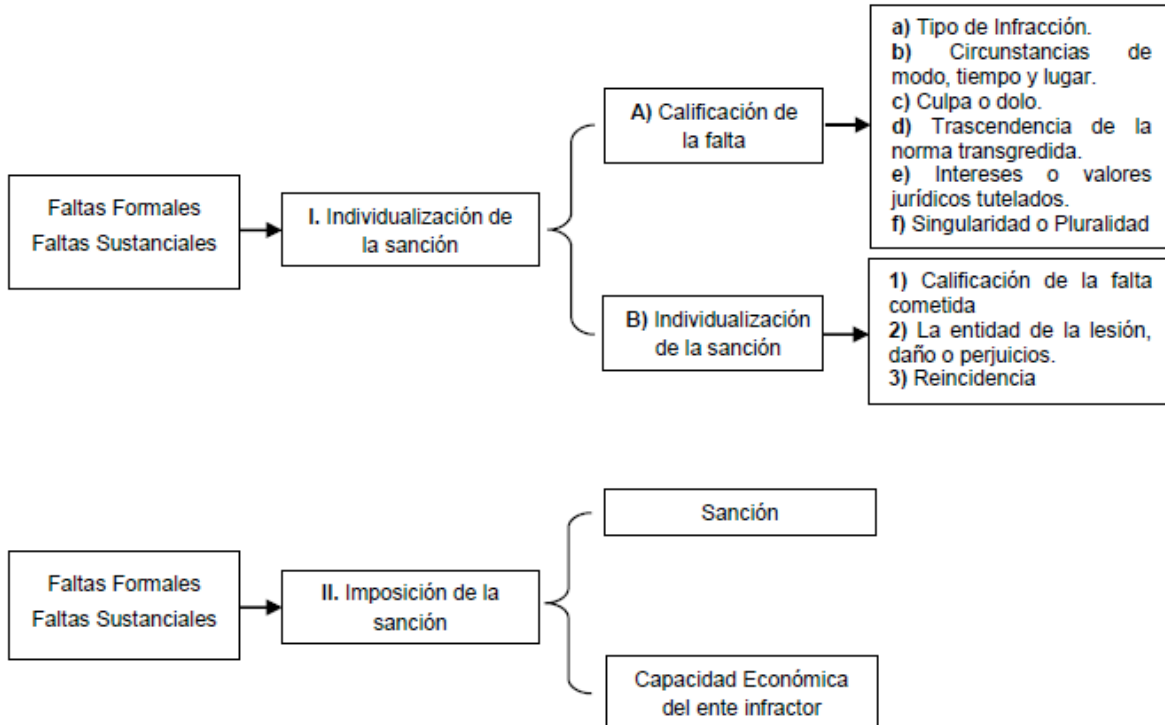 Faltas Formales
Faltas Sustanciales
I. Individualización de
la sanción
A) Calificación de
la falta
a) Tipo de Infracción.
b) Circunstancias de
modo, tiempo y lugar.
c) Culpa o dolo.
d) Trascendencia de la
norma transgredida.
e) Intereses o valores
jurídicos tutelados.
f) Singularidad o Pluralidad
B) Individualización
de la sanción
1) Calificación de la falta
cometida
2) La entidad de la lesión,
daño o perjuicios.
3) Reincidencia
Faltas Formales
Faltas Sustanciales
II. Imposición de la
sanción
Sanción
Capacidad Económica
del ente infractor